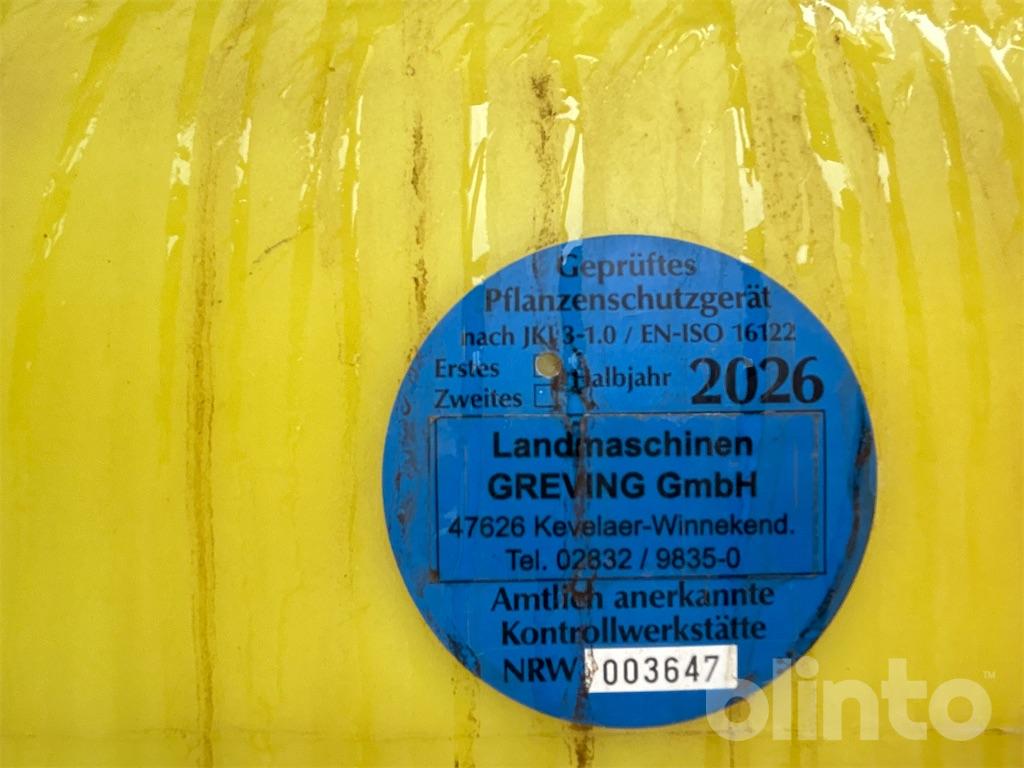 Geprüftes
Pflanzenschutzgerät
nach JKI 3-1.0 / EN-ISO 16122
Erstes
Zweites
Halbjahr 2026
Landmaschinen
GREVING GmbH
47626 Kevelaer-Winnekend.
Tel. 02832 / 9835-0
Amtlich anerkannte
Kontrollwerkstätte
NRW 003647
blinto™